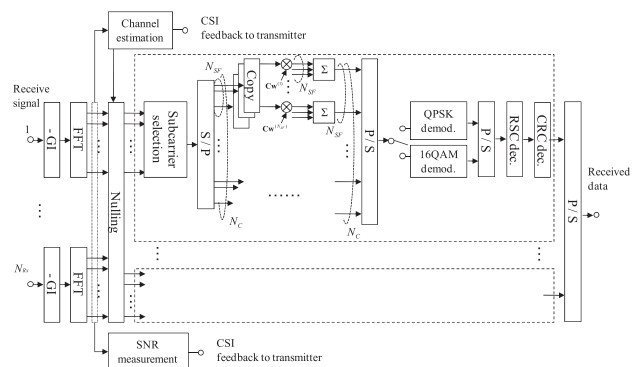 Channel
estimation
CSI
feedback to transmitter
Receive
signal
1
- GI
FFT
Nulling
Subcarrier
selection
S / P
N_SF
Copy
Cw^(1)
N_SF
Σ
Cw^(N_SF)
Σ
N_SF
N_C
P / S
N_C
QPSK
demod.
16QAM
demod.
P / S
RSC dec.
CRC dec.
P / S
Received
data
N_Rx
- GI
FFT
SNR
measurement
CSI
feedback to transmitter